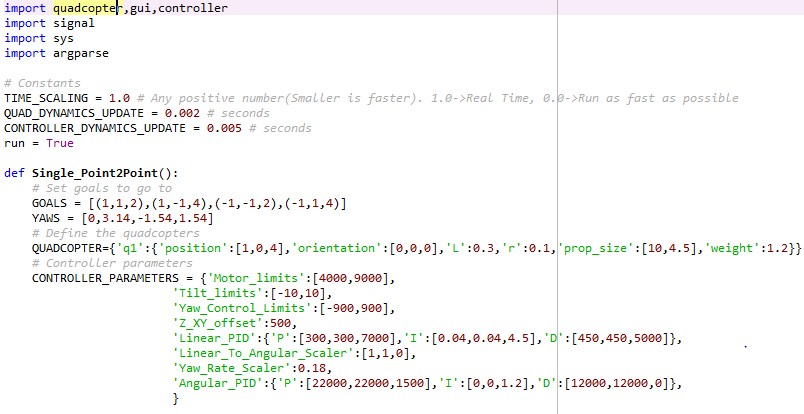 import quadcopter,gui,controller
import signal
import sys
import argparse
# Constants
TIME_SCALING = 1.0 # Any positive number(Smaller is faster). 1.0->Real Time, 0.0->Run as fast as possible
QUAD_DYNAMICS_UPDATE = 0.002 # seconds
CONTROLLER_DYNAMICS_UPDATE = 0.005 # seconds
run = True
def Single_Point2Point():
# Set goals to go to
GOALS = [(1,1,2),(1,-1,4),(-1,-1,2),(-1,1,4)]
YAWS = [0,3.14,-1.54,1.54]
# Define the quadcopters
QUADCOPTER={'q1':{'position':[1,0,4],'orientation':[0,0,0],'L':0.3,'r':0.1,'prop_size':[10,4.5],'weight':1.2}}
# Controller parameters
CONTROLLER_PARAMETERS = {'Motor_limits':[4000,9000],
'Tilt_limits':[-10,10],
'Yaw_Control_Limits':[-900,900],
'Z_XY_offset':500,
'Linear_PID':{'P':[300,300,7000],'I':[0.04,0.04,4.5],'D':[450,450,5000]},
'Linear_To_Angular_Scaler':[1,1,0],
'Yaw_Rate_Scaler':0.18,
'Angular_PID':{'P':[22000,22000,1500],'I':[0,0,1.2],'D':[12000,12000,0]},
}